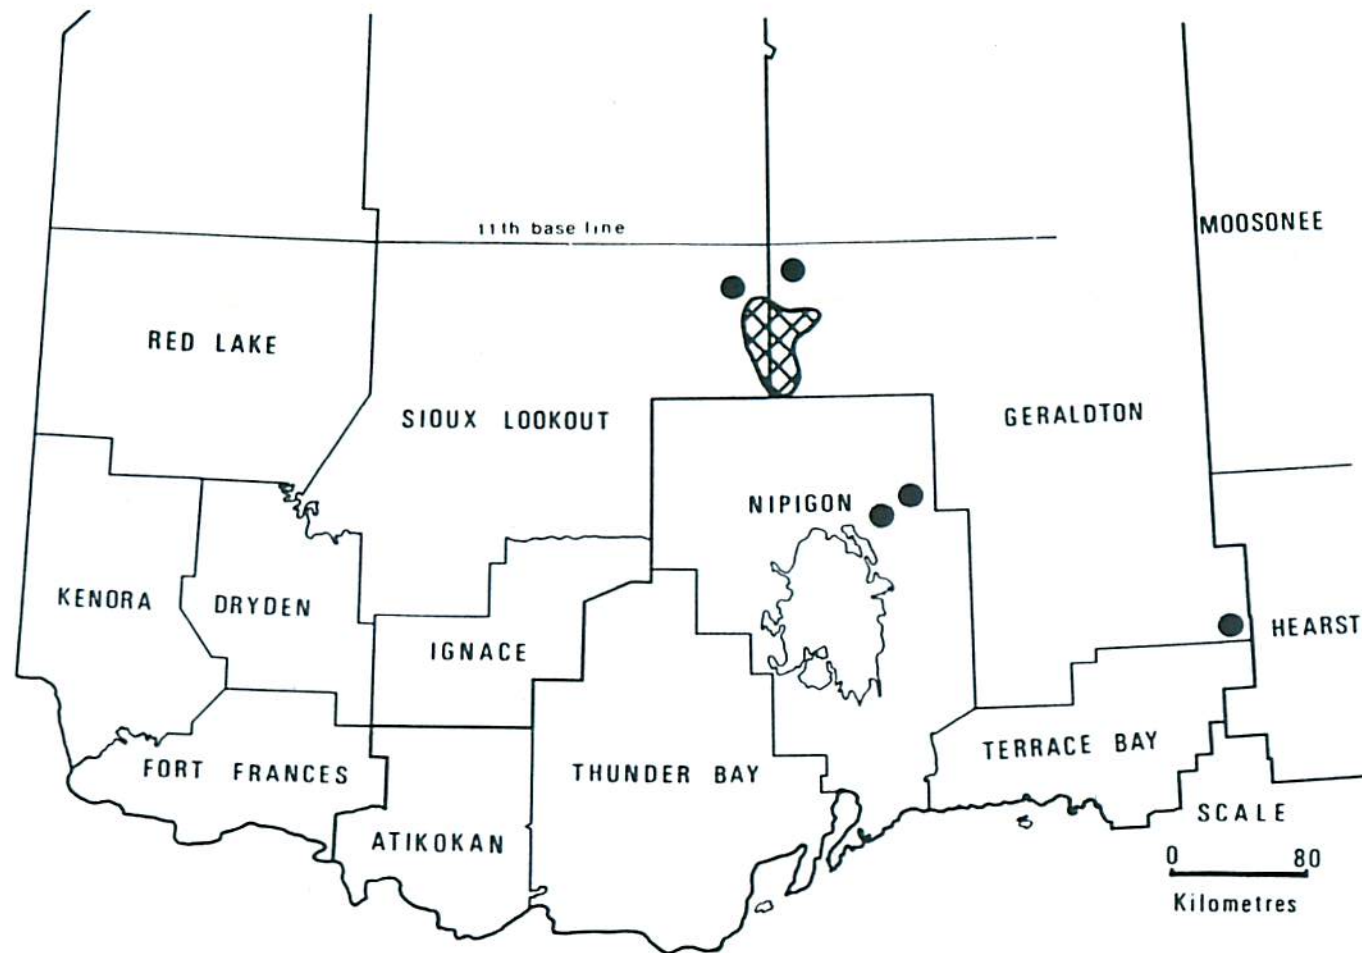 11th base line
MOOSONEE
RED LAKE
SIOUX LOOKOUT
GERALDTON
NIPIGON
KENORA
DRYDEN
IGNACE
HEARST
FORT FRANCES
THUNDER BAY
TERRACE BAY
ATIKOKAN
SCALE
0 80
Kilometres